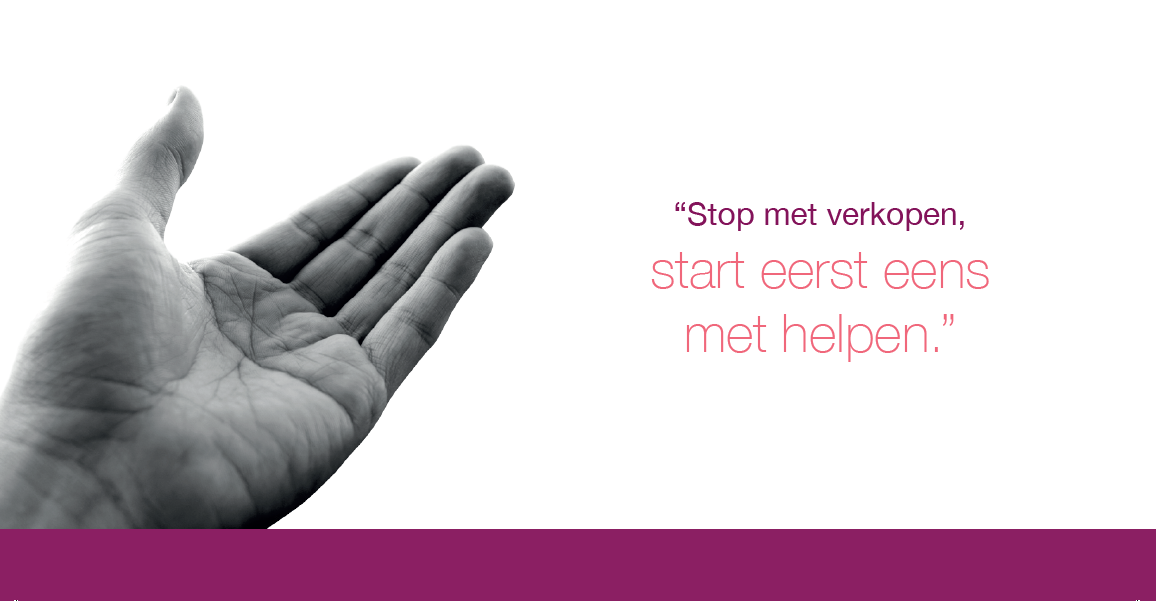 “Stop met verkopen,
start eerst eens
met helpen.”